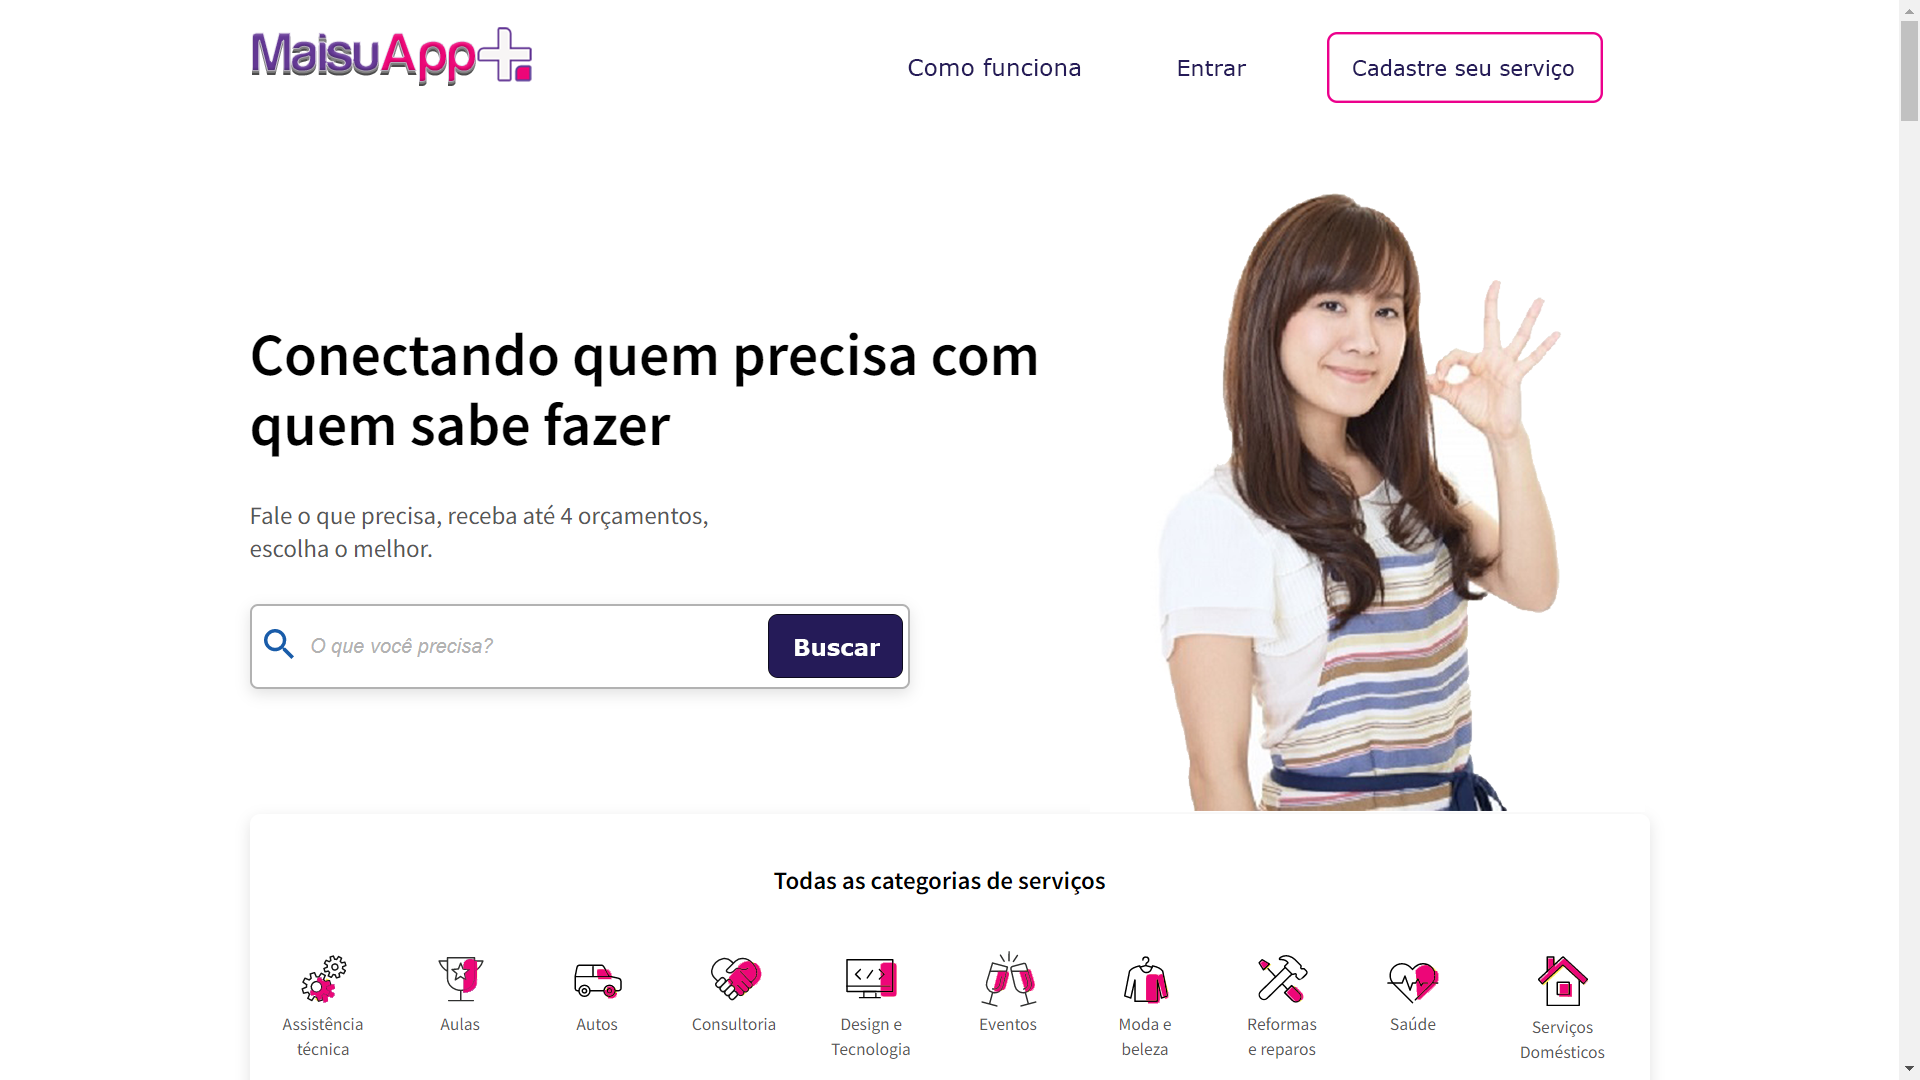 MaisuApp
Como funciona
Entrar
Cadastre seu serviço
Conectando quem precisa com
quem sabe fazer
Fale o que precisa, receba até 4 orçamentos,
escolha o melhor.
O que você precisa?
Buscar
Todas as categorias de serviços
Assistência
técnica
Aulas
Autos
Consultoria
Design e
Tecnologia
Eventos
Moda e
beleza
Reformas
e reparos
Saúde
Serviços
Domésticos